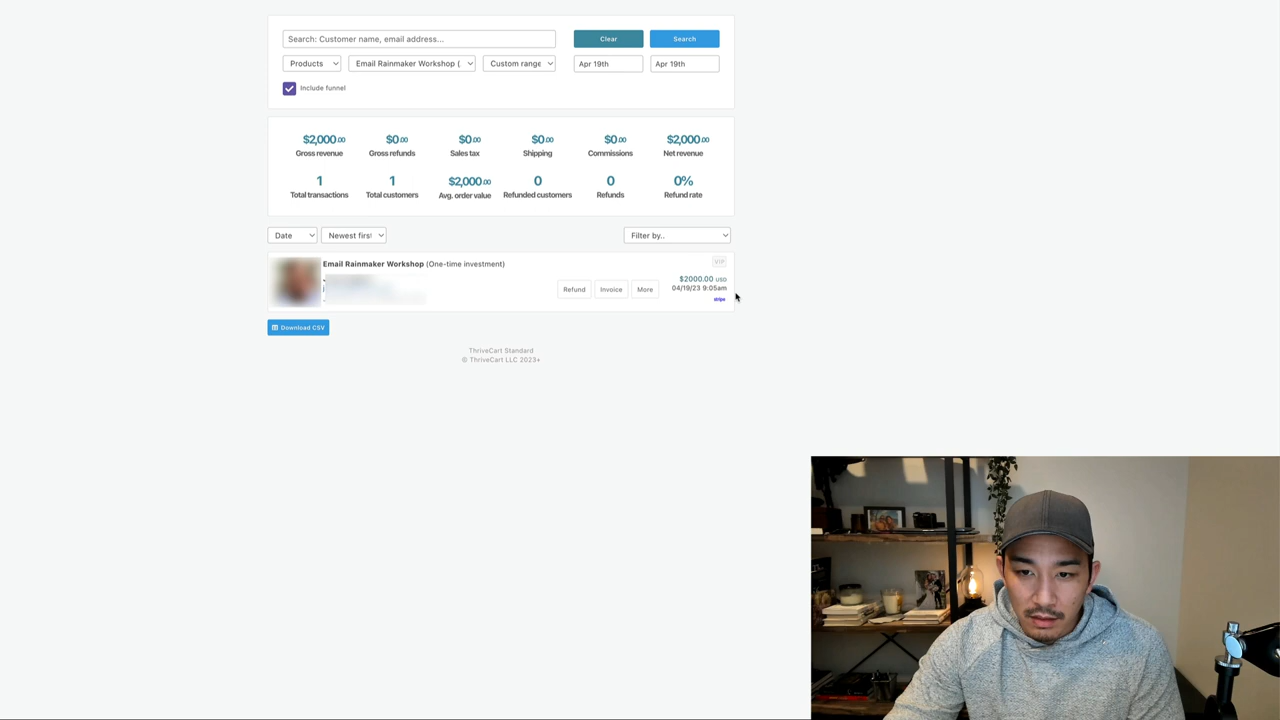 Search: Customer name, email address...
Clear
Search
Products
Email Rainmaker Workshop (
Custom range
Apr 19th
Apr 19th
Include funnel
$2,000.00
$0.00
$0.00
$0.00
$0.00
$2,000.00
Gross revenue
Gross refunds
Sales tax
Shipping
Commissions
Net revenue
1
1
$2,000.00
0
0
0%
Total transactions
Total customers
Avg. order value
Refunded customers
Refunds
Refund rate
Date
Newest first
Filter by..
Email Rainmaker Workshop (One-time investment)
VIP
$2000.00 USD
Refund
Invoice
More
04/19/23 9:05am
stripe
Download CSV
ThriveCart Standard
© ThriveCart LLC 2023+